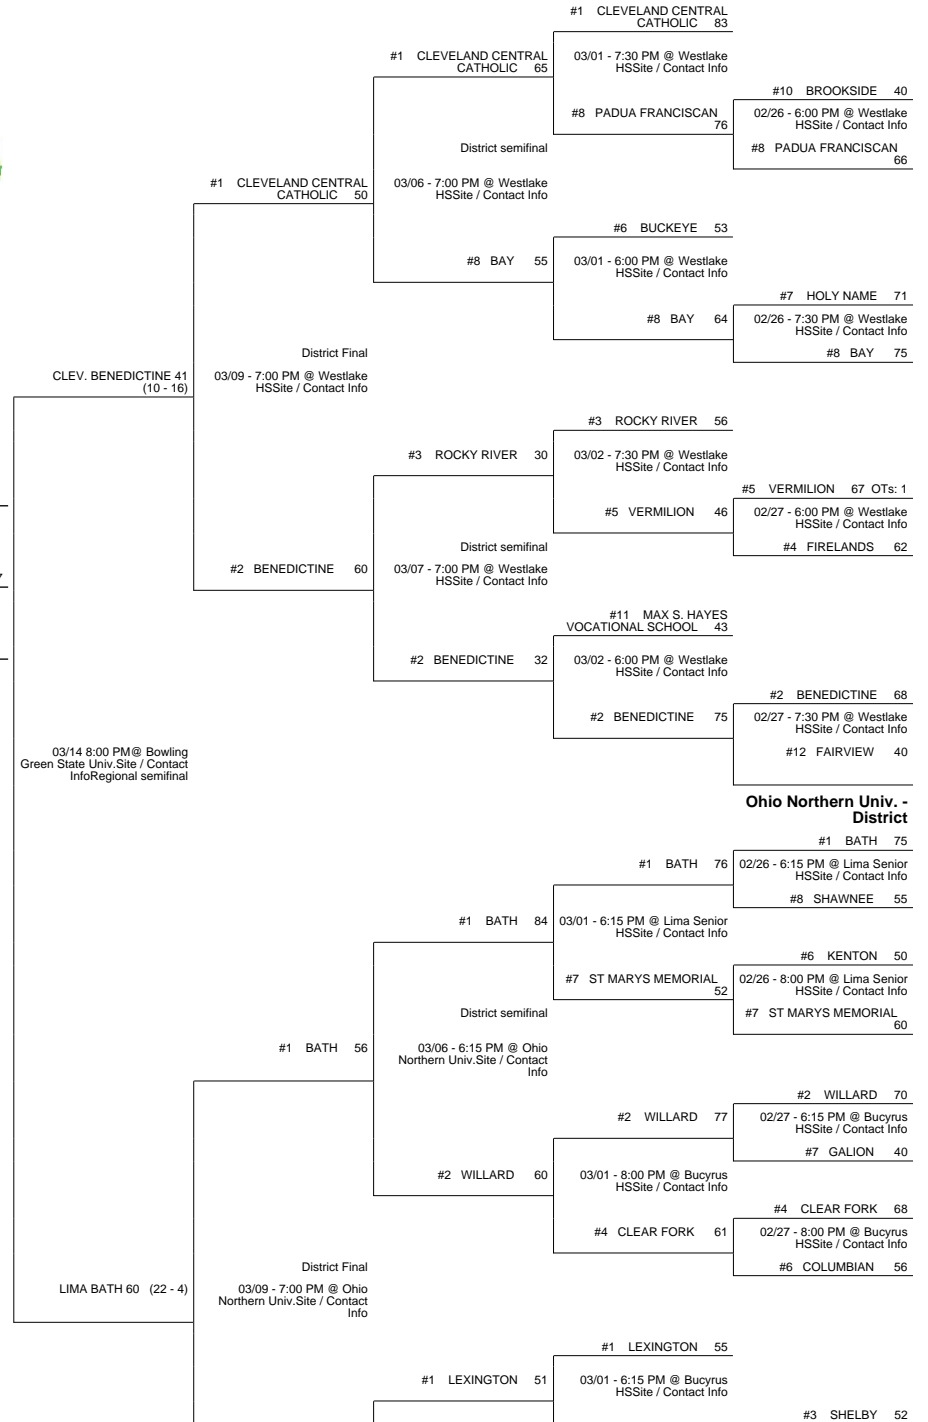 #1 CLEVELAND CENTRAL
CATHOLIC 83
#1 CLEVELAND CENTRAL
CATHOLIC 65
03/01 - 7:30 PM @ Westlake
HSSite / Contact Info
#10 BROOKSIDE 40
#8 PADUA FRANCISCAN
76
02/26 - 6:00 PM @ Westlake
HSSite / Contact Info
District semifinal
#8 PADUA FRANCISCAN
66
#1 CLEVELAND CENTRAL
CATHOLIC 50
03/06 - 7:00 PM @ Westlake
HSSite / Contact Info
#6 BUCKEYE 53
#8 BAY 55
03/01 - 6:00 PM @ Westlake
HSSite / Contact Info
#7 HOLY NAME 71
#8 BAY 64
02/26 - 7:30 PM @ Westlake
HSSite / Contact Info
District Final
#8 BAY 75
CLEV. BENEDICTINE 41
(10 - 16)
03/09 - 7:00 PM @ Westlake
HSSite / Contact Info
#3 ROCKY RIVER 56
#3 ROCKY RIVER 30
03/02 - 7:30 PM @ Westlake
HSSite / Contact Info
#5 VERMILION 67 OTs: 1
#5 VERMILION 46
02/27 - 6:00 PM @ Westlake
HSSite / Contact Info
District semifinal
#4 FIRELANDS 62
#2 BENEDICTINE 60
03/07 - 7:00 PM @ Westlake
HSSite / Contact Info
#11 MAX S. HAYES
VOCATIONAL SCHOOL 43
#2 BENEDICTINE 32
03/02 - 6:00 PM @ Westlake
HSSite / Contact Info
#2 BENEDICTINE 68
#2 BENEDICTINE 75
02/27 - 7:30 PM @ Westlake
HSSite / Contact Info
#12 FAIRVIEW 40
03/14 8:00 PM@ Bowling
Green State Univ.Site / Contact
InfoRegional semifinal
Ohio Northern Univ. -
District
#1 BATH 75
#1 BATH 76
02/26 - 6:15 PM @ Lima Senior
HSSite / Contact Info
#8 SHAWNEE 55
#1 BATH 84
03/01 - 6:15 PM @ Lima Senior
HSSite / Contact Info
#6 KENTON 50
#7 ST MARYS MEMORIAL
52
02/26 - 8:00 PM @ Lima Senior
HSSite / Contact Info
District semifinal
#7 ST MARYS MEMORIAL
60
#1 BATH 56
03/06 - 6:15 PM @ Ohio
Northern Univ.Site / Contact
Info
#2 WILLARD 70
#2 WILLARD 77
02/27 - 6:15 PM @ Bucyrus
HSSite / Contact Info
#7 GALION 40
#2 WILLARD 60
03/01 - 8:00 PM @ Bucyrus
HSSite / Contact Info
#4 CLEAR FORK 68
#4 CLEAR FORK 61
02/27 - 8:00 PM @ Bucyrus
HSSite / Contact Info
District Final
#6 COLUMBIAN 56
LIMA BATH 60 (22 - 4)
03/09 - 7:00 PM @ Ohio
Northern Univ.Site / Contact
Info
#1 LEXINGTON 55
#1 LEXINGTON 51
03/01 - 6:15 PM @ Bucyrus
HSSite / Contact Info
#3 SHELBY 52